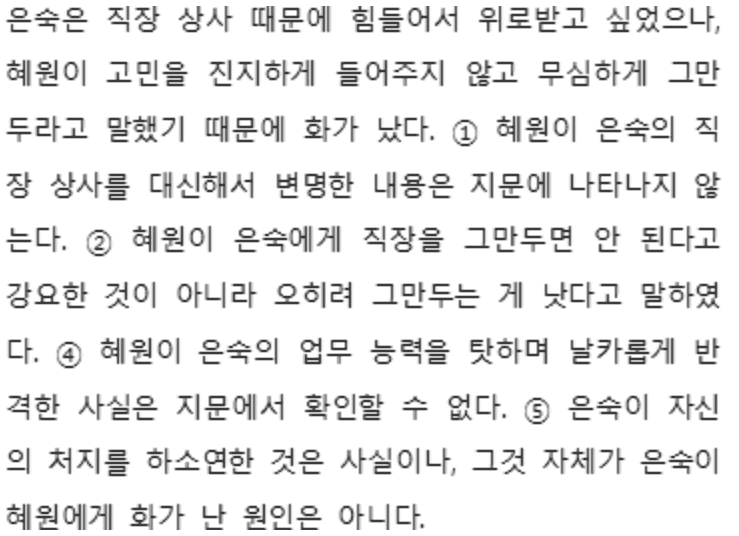 은숙은 직장 상사 때문에 힘들어서 위로받고 싶었으나,
혜원이 고민을 진지하게 들어주지 않고 무심하게 그만
두라고 말했기 때문에 화가 났다. ① 혜원이 은숙의 직
장 상사를 대신해서 변명한 내용은 지문에 나타나지 않
는다. ② 혜원이 은숙에게 직장을 그만두면 안 된다고
강요한 것이 아니라 오히려 그만두는 게 낫다고 말하였
다. ④ 혜원이 은숙의 업무 능력을 탓하며 날카롭게 반
격한 사실은 지문에서 확인할 수 없다. ⑤ 은숙이 자신
의 처지를 하소연한 것은 사실이나, 그것 자체가 은숙이
혜원에게 화가 난 원인은 아니다.